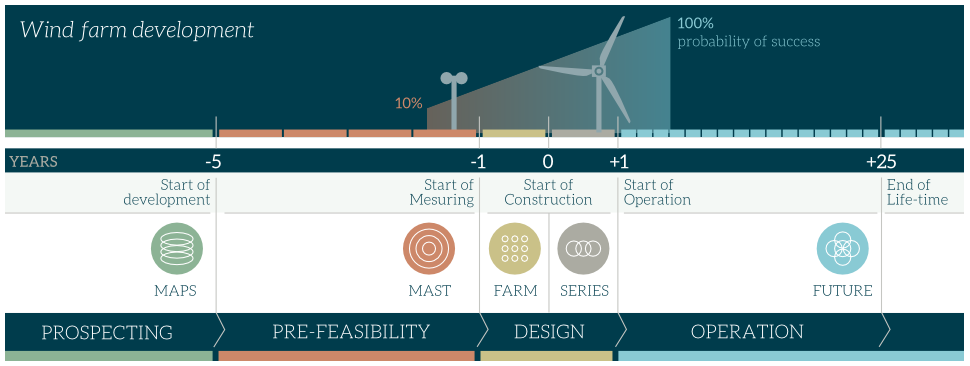 Wind farm development
100%
probability of success
10%
YEARS -5 -1 0 +1 +25
Start of
development
Start of
Mesuring
Start of
Construction
Start of
Operation
End of
Life-time
MAPS
MAST
FARM
SERIES
FUTURE
PROSPECTING
PRE-FEASIBILITY
DESIGN
OPERATION